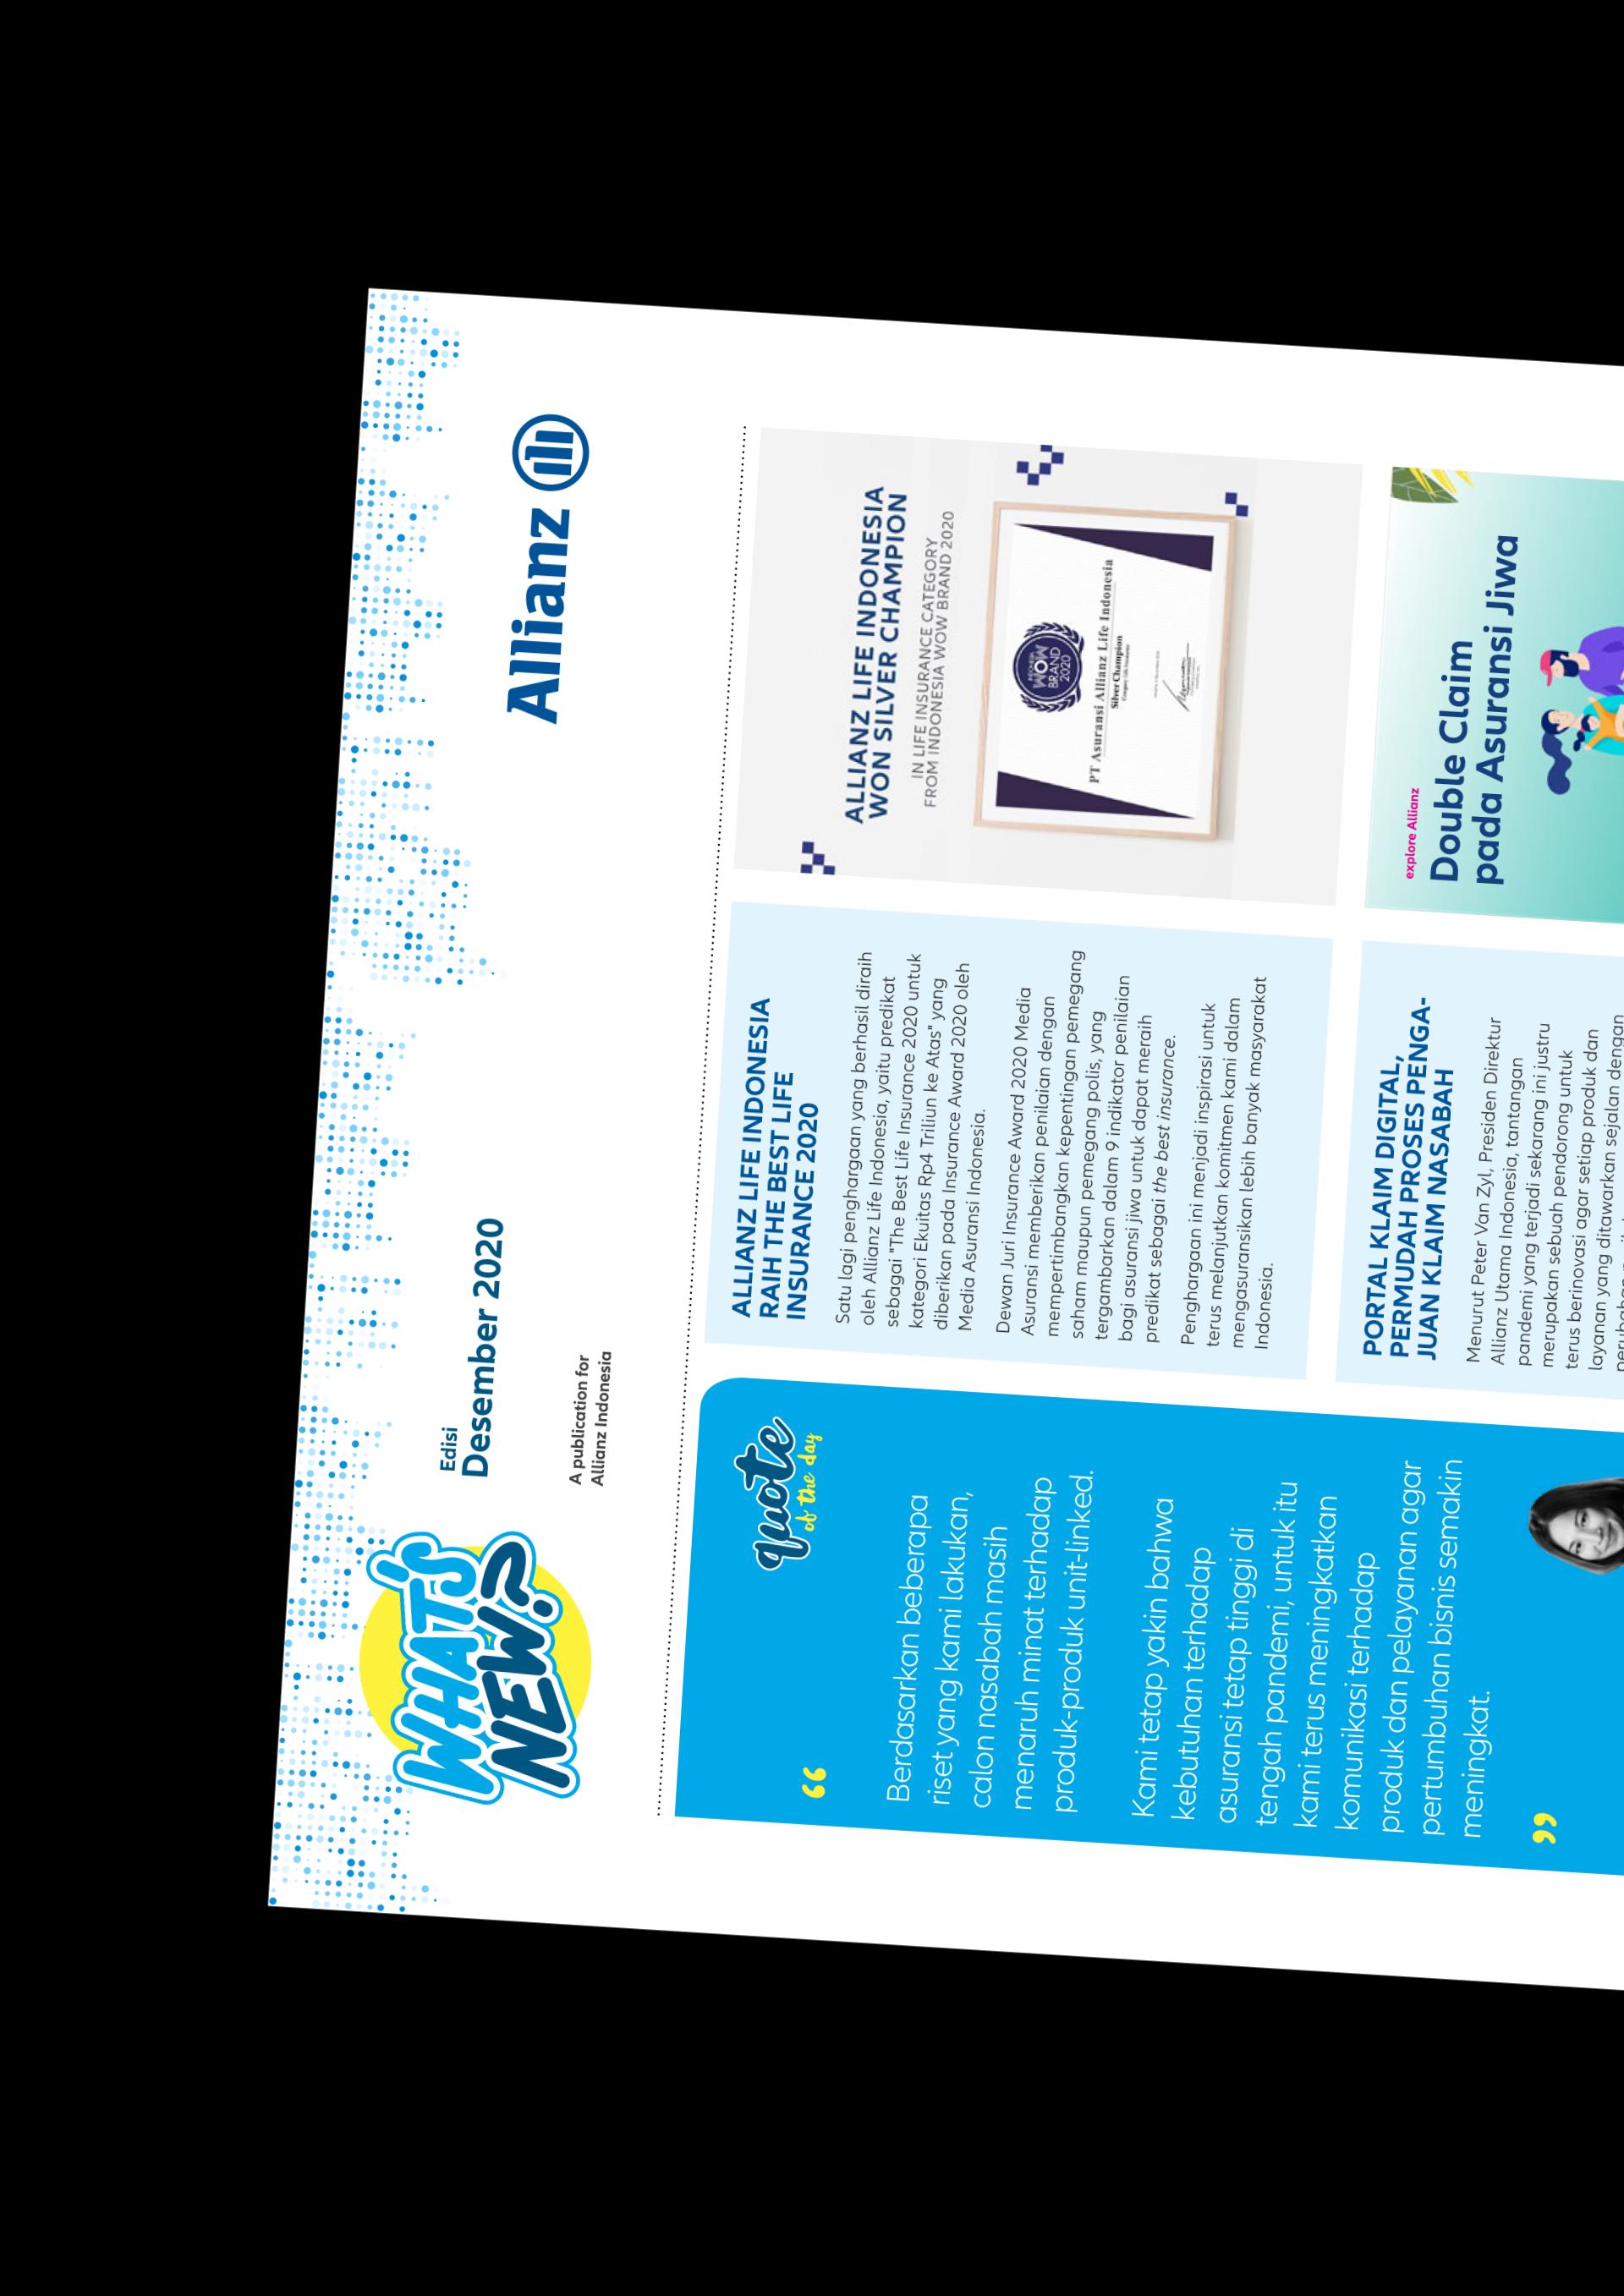 WHAT'S
NEW?
Edisi
Desember 2020
A publication for
Allianz Indonesia
Allianz
Quote
of the day
“
Berdasarkan beberapa
riset yang kami lakukan,
calon nasabah masih
menaruh minat terhadap
produk-produk unit-linked.
Kami tetap yakin bahwa
kebutuhan terhadap
asuransi tetap tinggi di
tengah pandemi, untuk itu
kami terus meningkatkan
komunikasi terhadap
produk dan pelayanan agar
pertumbuhan bisnis semakin
meningkat.
”
ALLIANZ LIFE INDONESIA
RAIH THE BEST LIFE
INSURANCE 2020
Satu lagi penghargaan yang berhasil diraih
oleh Allianz Life Indonesia, yaitu predikat
sebagai "The Best Life Insurance 2020 untuk
kategori Ekuitas Rp4 Triliun ke Atas" yang
diberikan pada Insurance Award 2020 oleh
Media Asuransi Indonesia.
Dewan Juri Insurance Award 2020 Media
Asuransi memberikan penilaian dengan
mempertimbangkan kepentingan pemegang
saham maupun pemegang polis, yang
tergambarkan dalam 9 indikator penilaian
bagi asuransi jiwa untuk dapat meraih
predikat sebagai the best insurance.
Penghargaan ini menjadi inspirasi untuk
terus melanjutkan komitmen kami dalam
mengasuransikan lebih banyak masyarakat
Indonesia.
ALLIANZ LIFE INDONESIA
WON SILVER CHAMPION
IN LIFE INSURANCE CATEGORY
FROM INDONESIA WOW BRAND 2020
INDONESIA
WOW
BRAND
2020
PT Asuransi Allianz Life Indonesia
Silver Champion
PORTAL KLAIM DIGITAL,
PERMUDAH PROSES PENGA-
JUAN KLAIM NASABAH
Menurut Peter Van Zyl, Presiden Direktur
Allianz Utama Indonesia, tantangan
pandemi yang terjadi sekarang ini justru
merupakan sebuah pendorong untuk
terus berinovasi agar setiap produk dan
layanan yang ditawarkan sejalan dengan
explore Allianz
Double Claim
pada Asuransi Jiwa